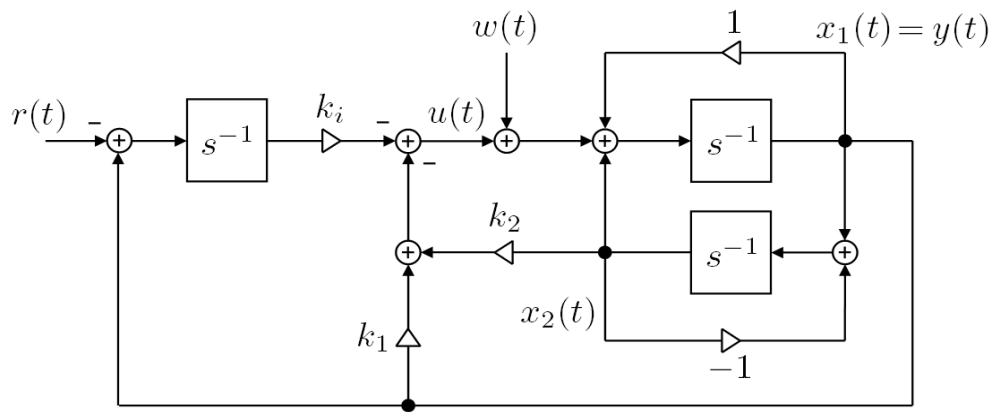 w(t)
1
x₁(t) = y(t)
r(t)
−
+
s⁻¹
kᵢ
−
+
−
u(t)
+
+
s⁻¹
k₂
+
s⁻¹
+
k₁
x₂(t)
−1